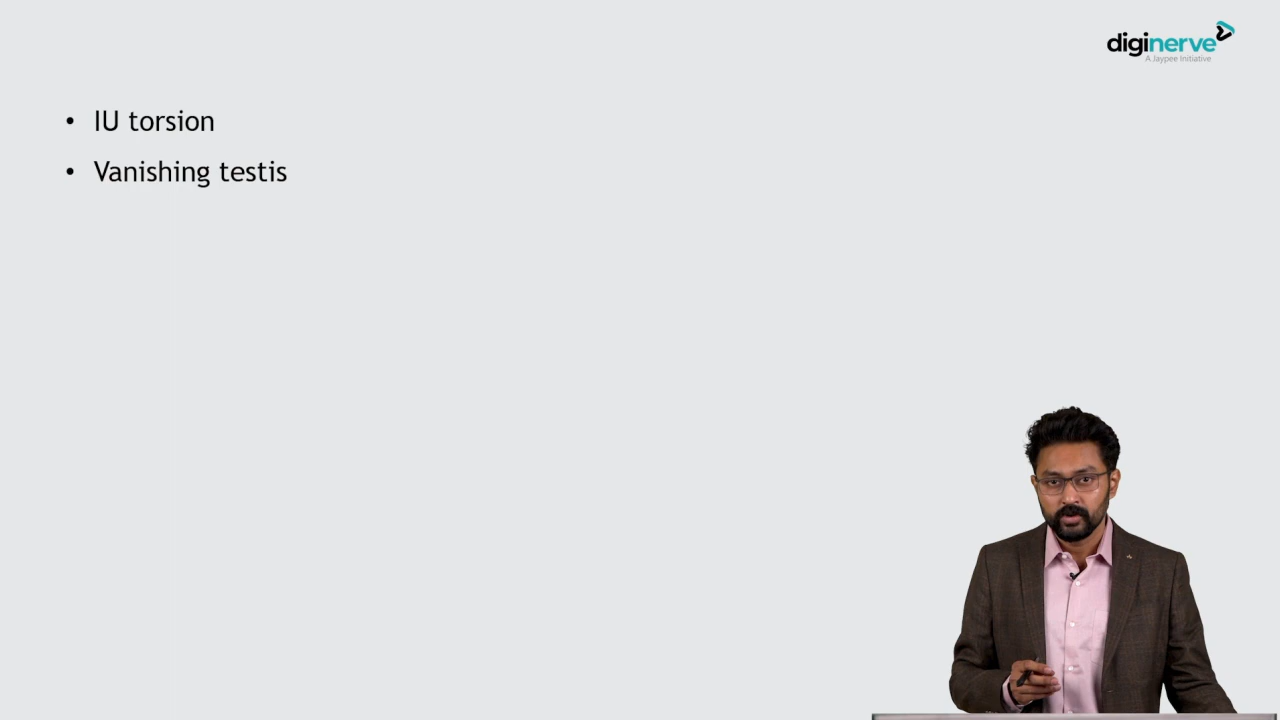 diginerve
A Jaypee Initiative
• IU torsion
• Vanishing testis